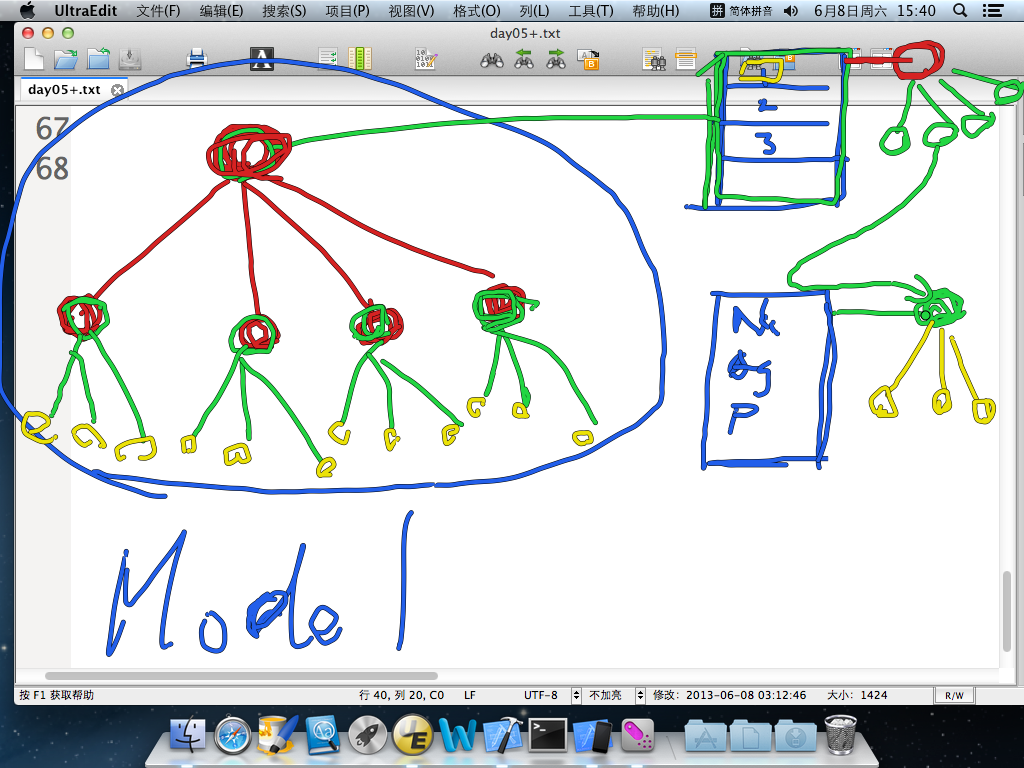 UltraEdit 文件(F) 编辑(E) 搜索(S) 项目(P) 视图(V) 格式(O) 列(L) 工具(T) 帮助(H) 拼 简体拼音 6月8日周六 15:40
day05+.txt
day05+.txt
67
68
2
3
P
Model
按 F1 获取帮助 行 40, 列 20, C0 LF UTF-8 不加亮 修改: 2013-06-08 03:12:46 大小: 1424 R/W